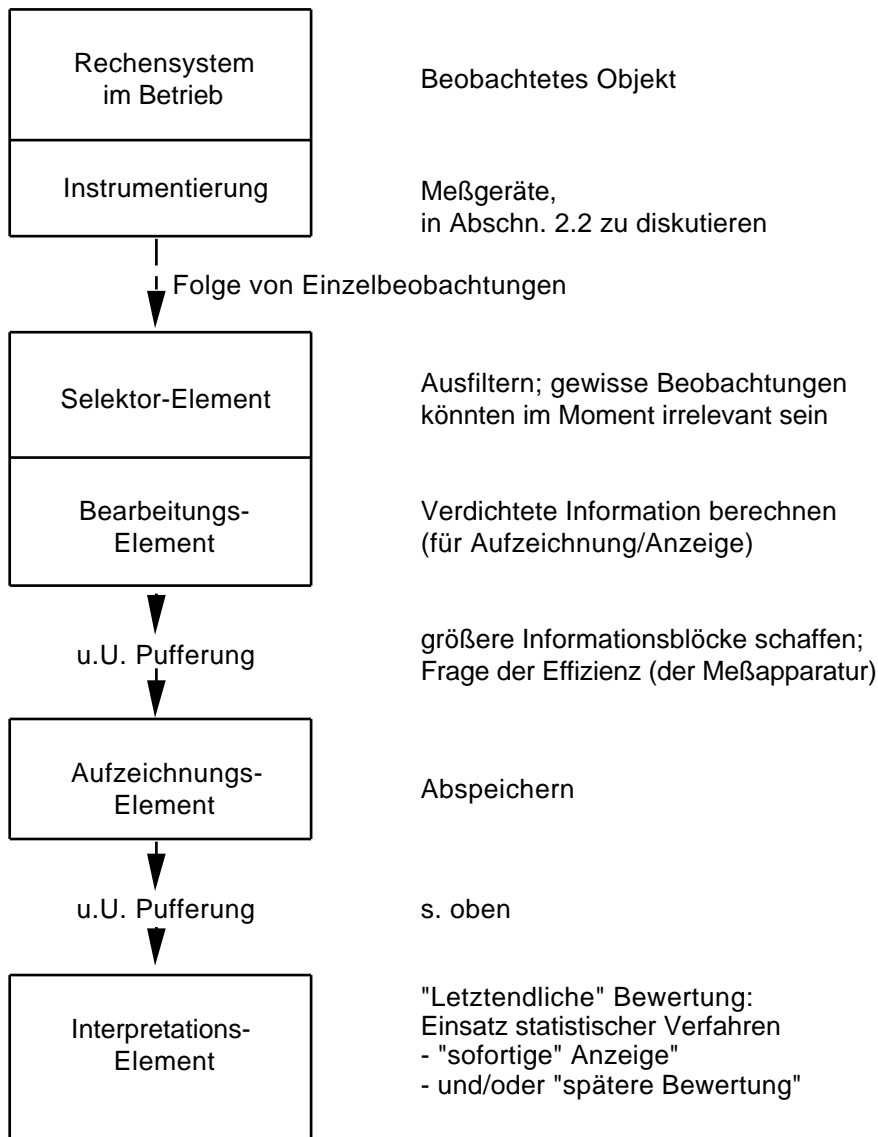 Rechensystem
im Betrieb
Beobachtetes Objekt
Instrumentierung
Meßgeräte,
in Abschn. 2.2 zu diskutieren
Folge von Einzelbeobachtungen
Selektor-Element
Ausfiltern; gewisse Beobachtungen
könnten im Moment irrelevant sein
Bearbeitungs-
Element
Verdichtete Information berechnen
(für Aufzeichnung/Anzeige)
u.U. Pufferung
größere Informationsblöcke schaffen;
Frage der Effizienz (der Meßapparatur)
Aufzeichnungs-
Element
Abspeichern
u.U. Pufferung
s. oben
Interpretations-
Element
"Letztendliche" Bewertung:
Einsatz statistischer Verfahren
- "sofortige" Anzeige"
- und/oder "spätere Bewertung"